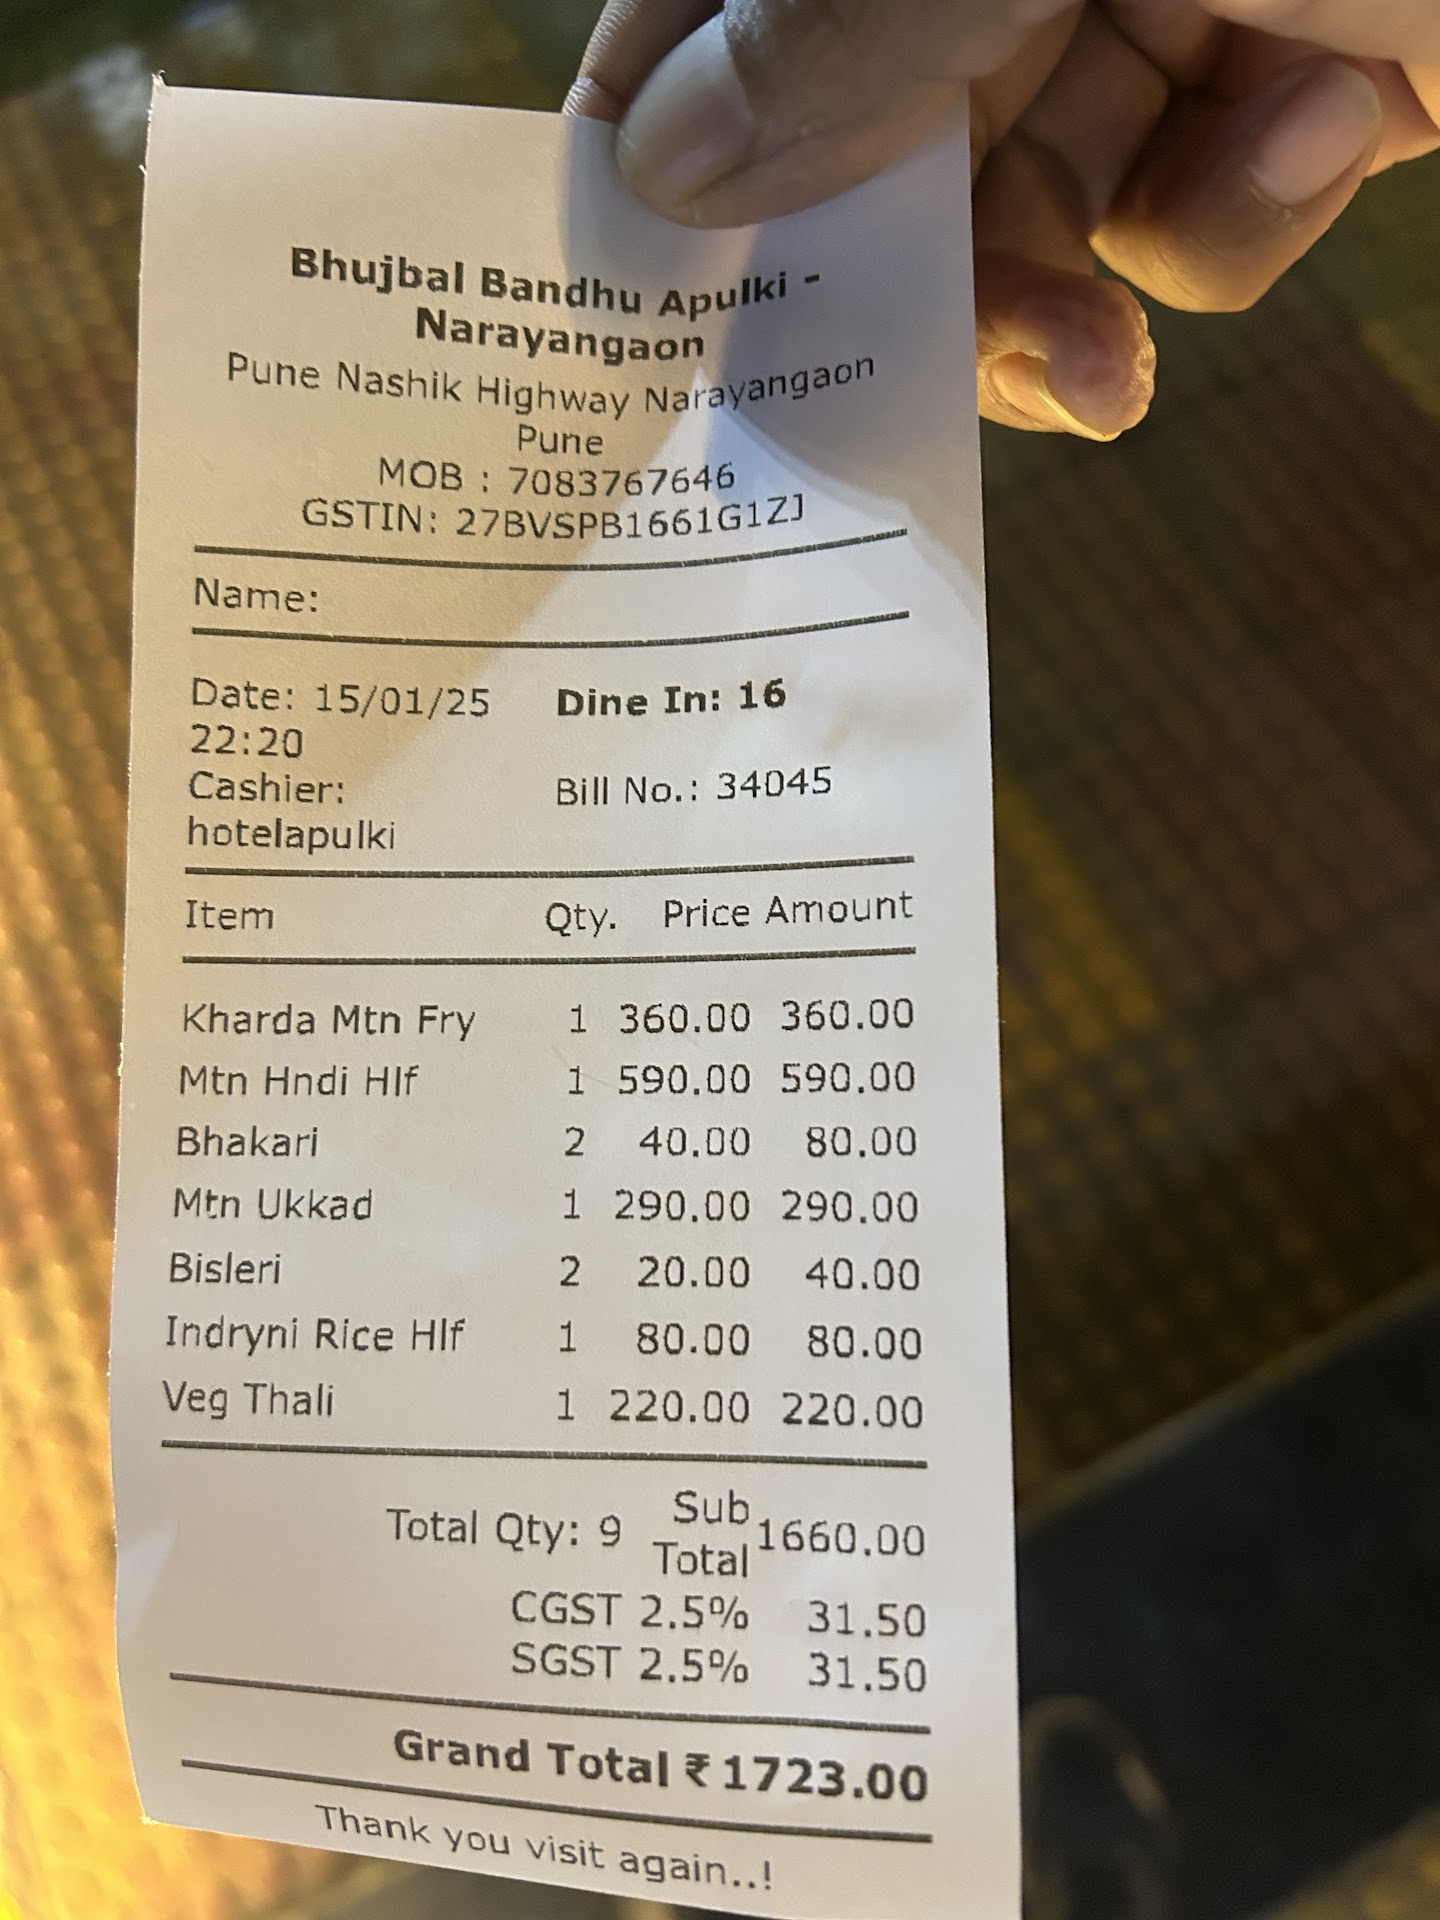 Bhujbal Bandhu Apulki -
Narayangaon
Pune Nashik Highway Narayangaon
Pune
MOB : 7083767646
GSTIN: 27BVSPB1661G1ZJ
Name:
Date: 15/01/25 Dine In: 16
22:20
Cashier: Bill No.: 34045
hotelapulki
Item Qty. Price Amount
Kharda Mtn Fry 1 360.00 360.00
Mtn Hndi Hlf 1 590.00 590.00
Bhakari 2 40.00 80.00
Mtn Ukkad 1 290.00 290.00
Bisleri 2 20.00 40.00
Indryni Rice Hlf 1 80.00 80.00
Veg Thali 1 220.00 220.00
Total Qty: 9 Sub Total 1660.00
CGST 2.5% 31.50
SGST 2.5% 31.50
Grand Total ₹ 1723.00
Thank you visit again..!